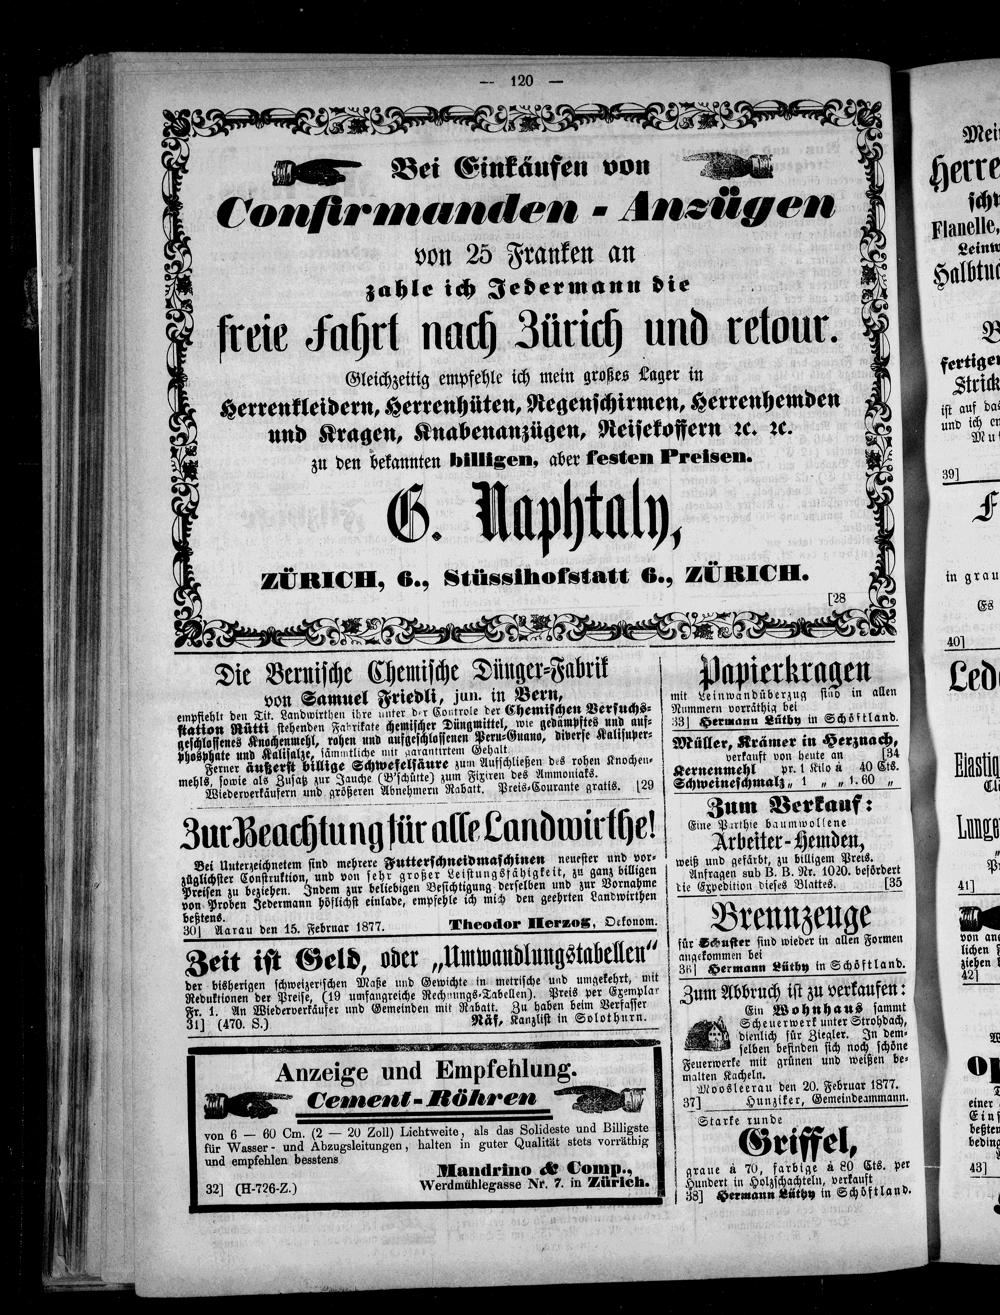 — 120 —
Bei Einkäufen von
Confirmanden - Anzügen
von 25 Franken an
zahle ich Jedermann die
freie Fahrt nach Zürich und retour.
Gleichzeitig empfehle ich mein großes Lager in
Herrenkleidern, Herrenhüten, Regenschirmen, Herrenhemden
und Kragen, Knabenanzügen, Reisekoffern ꝛc. ꝛc.
zu den bekannten billigen, aber festen Preisen.
G. Naphtaly,
ZÜRICH, 6., Stüssihofstatt 6., ZÜRICH.
[28
Die Bernische Chemische Dünger-Fabrik
von Samuel Friedli, jun. in Bern,
empfiehlt den Tit. Landwirthen ihre unter der Controle der Chemischen Versuchs-
station Rütti stehenden Fabrikate chemischer Düngmittel, wie gedämpftes und auf-
geschlossenes Knochenmehl, rohen und aufgeschlossenen Peru-Guano, diverse Kalisuper-
phosphate und Kalisalze, sämmtliche mit garantirtem Gehalt.
Ferner äußerst billige Schwefelsäure zum Aufschließen des rohen Knochen-
mehls, sowie als Zusatz zur Jauche (B'schütte) zum Fixiren des Ammoniaks.
Wiederverkäufern und größeren Abnehmern Rabatt. Preis-Courante gratis. [29
Zur Beachtung für alle Landwirthe!
Bei Unterzeichnetem sind mehrere Futterschneidmaschinen neuester und vor-
züglichster Construktion, und von sehr großer Leistungsfähigkeit, zu ganz billigen
Preisen zu beziehen. Indem zur beliebigen Besichtigung derselben und zur Vornahme
von Proben Jedermann höflichst einlade, empfehle ich mich den geehrten Landwirthen
bestens.
30] Aarau den 15. Februar 1877. Theodor Herzog, Oekonom.
Zeit ist Geld, oder „Umwandlungstabellen“
der bisherigen schweizerischen Maße und Gewichte in metrische und umgekehrt, mit
Reduktionen der Preise, (19 umfangreiche Rechnungs-Tabellen). Preis per Exemplar
Fr. 1. An Wiederverkäufer und Gemeinden mit Rabatt. Zu haben beim Verfasser
31] (470. S.) Näf, Kanzlist in Solothurn.
Anzeige und Empfehlung.
Cement-Röhren
von 6 — 60 Cm. (2 — 20 Zoll) Lichtweite, als das Solideste und Billigste
für Wasser- und Abzugsleitungen, halten in guter Qualität stets vorräthig
und empfehlen besstens
Mandrino & Comp.,
32] (H-726-Z.) Werdmühlegasse Nr. 7. in Zürich.
Papierkragen
mit Leinwandüberzug sind in allen
Nummern vorräthig bei
33] Hermann Lüthy in Schöftland.
Müller, Krämer in Herznach,
verkauft von heute an [34
Kernenmehl pr. 1 Kilo à 40 Cts.
Schweineschmalz „ 1 „ „ 1. 60 „
Zum Verkauf:
Eine Parthie baumwollene
Arbeiter-Hemden,
weiß und gefärbt, zu billigem Preis.
Anfragen sub B. B. Nr. 1020. befördert
die Expedition dieses Blattes. [35
Brennzeuge
für Schuster sind wieder in allen Formen
angekommen bei
36] Hermann Lüthy in Schöftland.
Zum Abbruch ist zu verkaufen:
Ein Wohnhaus sammt
Scheuerwerk unter Strohdach,
dienlich für Ziegler. In dem-
selben befinden sich noch schöne
Feuerwerke mit grünen und weißen be-
malten Kacheln.
Moosleerau den 20. Februar 1877.
37] Hunziker, Gemeindeammann.
Starke runde
Griffel,
graue à 70, farbige à 80 Cts. per
Hundert in Holzschachteln, verkauft
38] Hermann Lüthy in Schöftland.
Flanelle,
39]
in grau
Es
40]
41]
42]
einer
43]